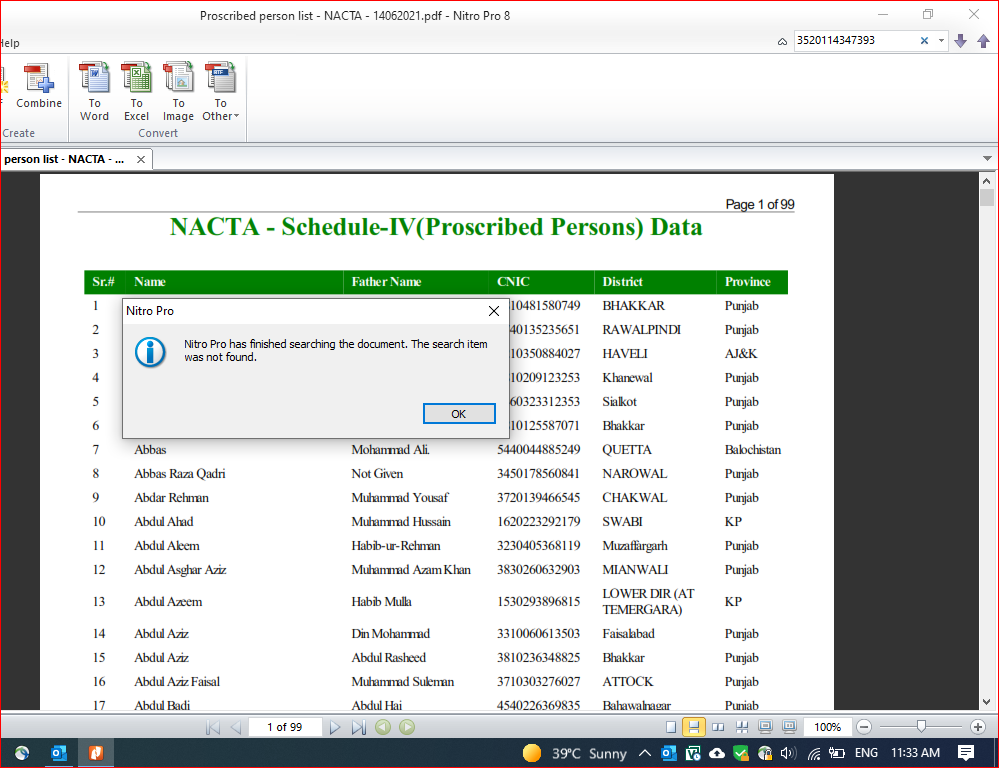 Proscribed person list - NACTA - 14062021.pdf - Nitro Pro 8
Help
3520114347393
Combine
To Word
To Excel
To Image
To Other
Create
Convert
person list - NACTA - ...
Page 1 of 99
NACTA - Schedule-IV(Proscribed Persons) Data
Sr.# Name Father Name CNIC District Province
1 10481580749 BHAKKAR Punjab
2 40135235651 RAWALPINDI Punjab
3 10350884027 HAVELI AJ&K
4 10209123253 Khanewal Punjab
5 60323312353 Sialkot Punjab
6 10125587071 Bhakkar Punjab
Nitro Pro
Nitro Pro has finished searching the document. The search item
was not found.
OK
7 Abbas Mohammad Ali. 5440044885249 QUETTA Balochistan
8 Abbas Raza Qadri Not Given 3450178560841 NAROWAL Punjab
9 Abdar Rehman Muhammad Yousaf 3720139466545 CHAKWAL Punjab
10 Abdul Ahad Muhammad Hussain 1620223292179 SWABI KP
11 Abdul Aleem Habib-ur-Rehman 3230405368119 Muzaffargarh Punjab
12 Abdul Asghar Aziz Muhammad Azam Khan 3830260632903 MIANWALI Punjab
13 Abdul Azeem Habib Mulla 1530293896815 LOWER DIR (AT TEMERGARA) KP
14 Abdul Aziz Din Mohammad 3310060613503 Faisalabad Punjab
15 Abdul Aziz Abdul Rasheed 3810236348825 Bhakkar Punjab
16 Abdul Aziz Faisal Muhammad Suleman 3710303276027 ATTOCK Punjab
17 Abdul Badi Abdul Hai 4540226369835 Bahawalnagar Punjab
1 of 99
100%
39°C Sunny
ENG
11:33 AM